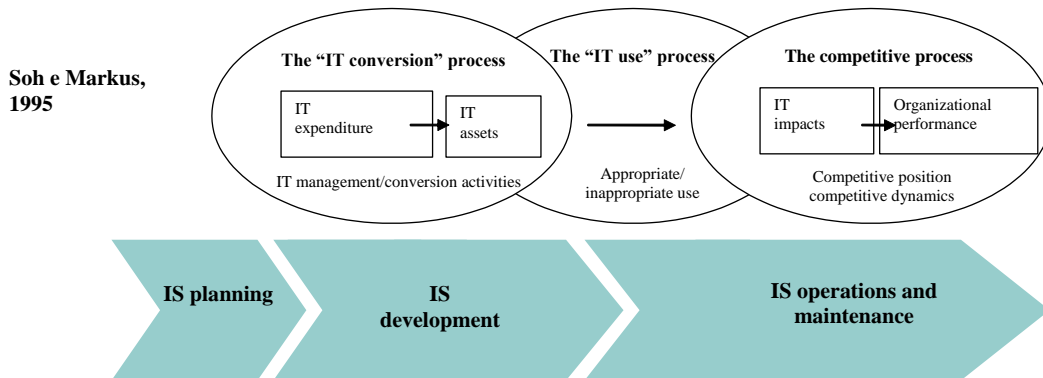 Soh e Markus,
1995
The “IT conversion” process
IT
expenditure
IT
assets
IT management/conversion activities
The “IT use” process
Appropriate/
inappropriate use
The competitive process
IT
impacts
Organizational
performance
Competitive position
competitive dynamics
IS planning
IS
development
IS operations and
maintenance